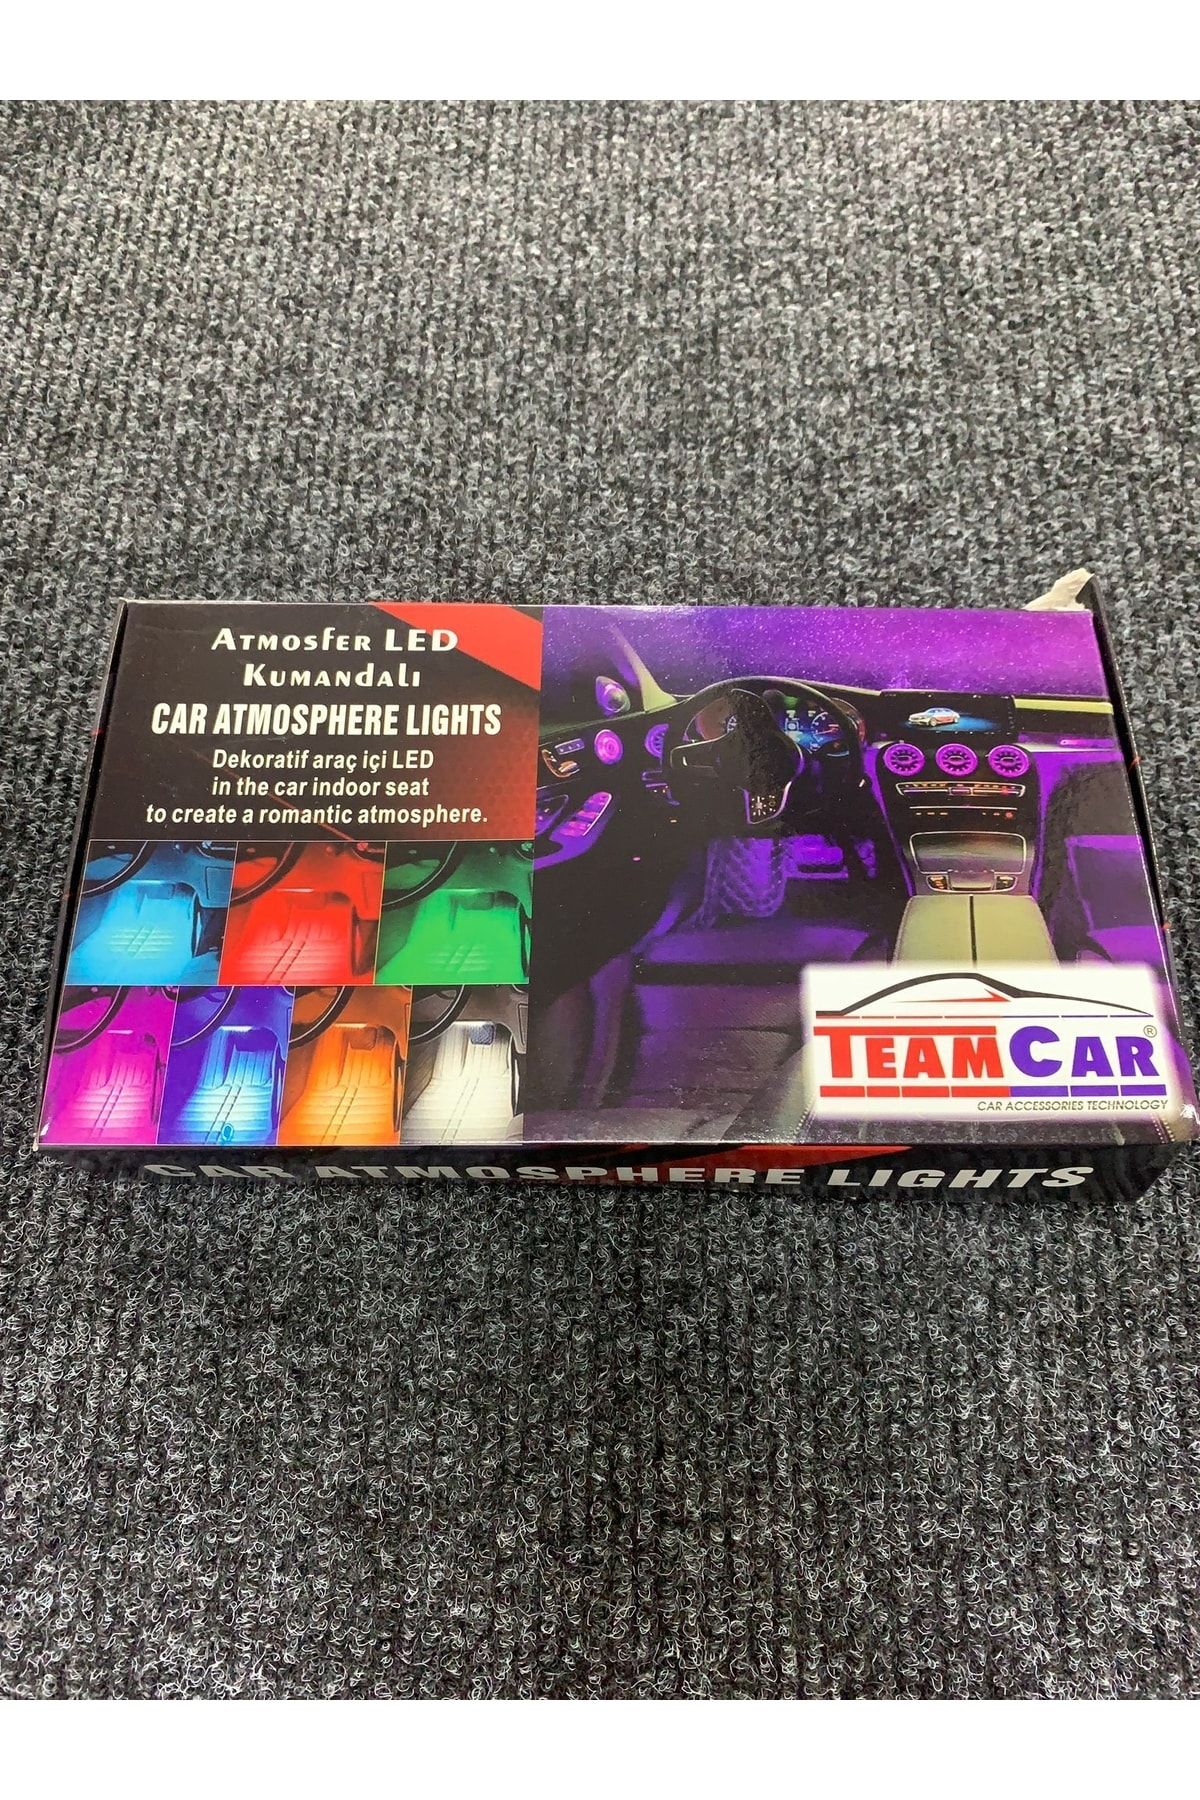 ATMOSFER LED
KUMANDALI
CAR ATMOSPHERE LIGHTS
Dekoratif araç içi LED
in the car indoor seat
to create a romantic atmosphere.
TEAMCAR®
CAR ACCESSORIES TECHNOLOGY
CAR ATMOSPHERE LIGHTS